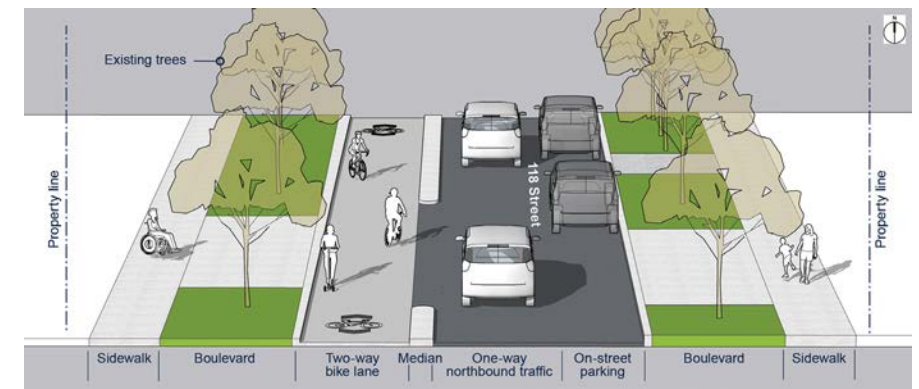 N
Existing trees
Property line
118 Street
Property line
Sidewalk
Boulevard
Two-way
bike lane
Median
One-way
northbound traffic
On-street
parking
Boulevard
Sidewalk